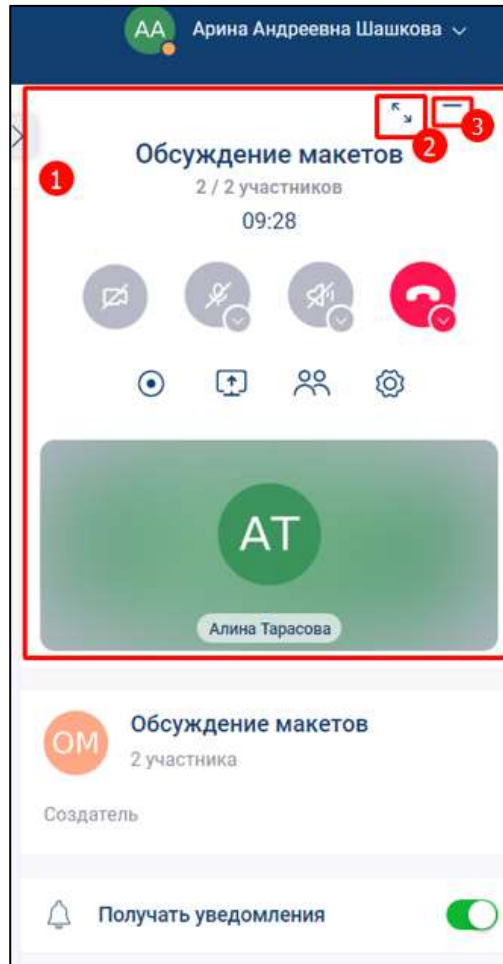 АА Арина Андреевна Шашкова
2 3
1 Обсуждение макетов
2 / 2 участников
09:28
АТ
Алина Тарасова
ОМ Обсуждение макетов
2 участника
Создатель
Получать уведомления